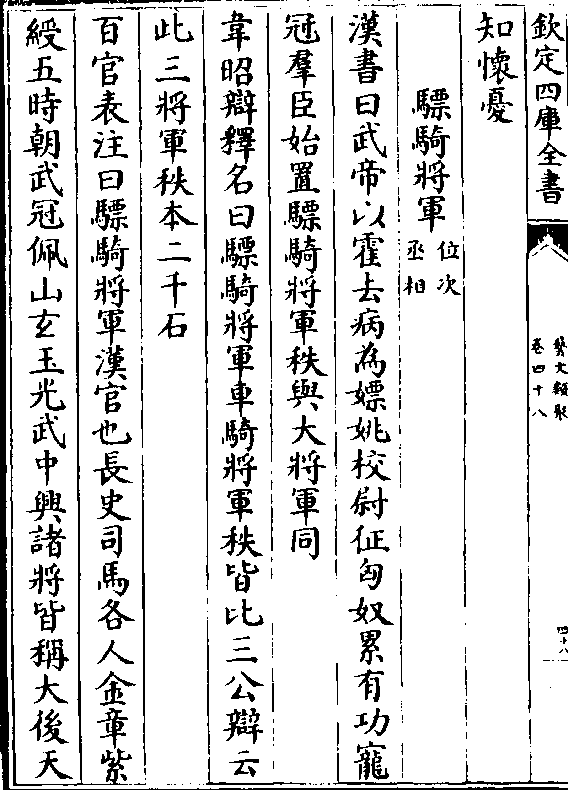 欽定四庫全書
藝文類聚
卷四十八
四十八
知懷憂
驃騎將軍位次丞相
漢書曰武帝以霍去病為嫖姚校尉征匈奴累有功寵
冠羣臣始置驃騎將軍秩與大將軍同
韋昭辯釋名曰驃騎將軍車騎將軍秩皆比三公辯云
此三將軍秩本二千石
百官表注曰驃騎將軍漢官也長史司馬各人金章紫
綬五時朝武冠佩山玄玉光武中興諸將皆稱大後天